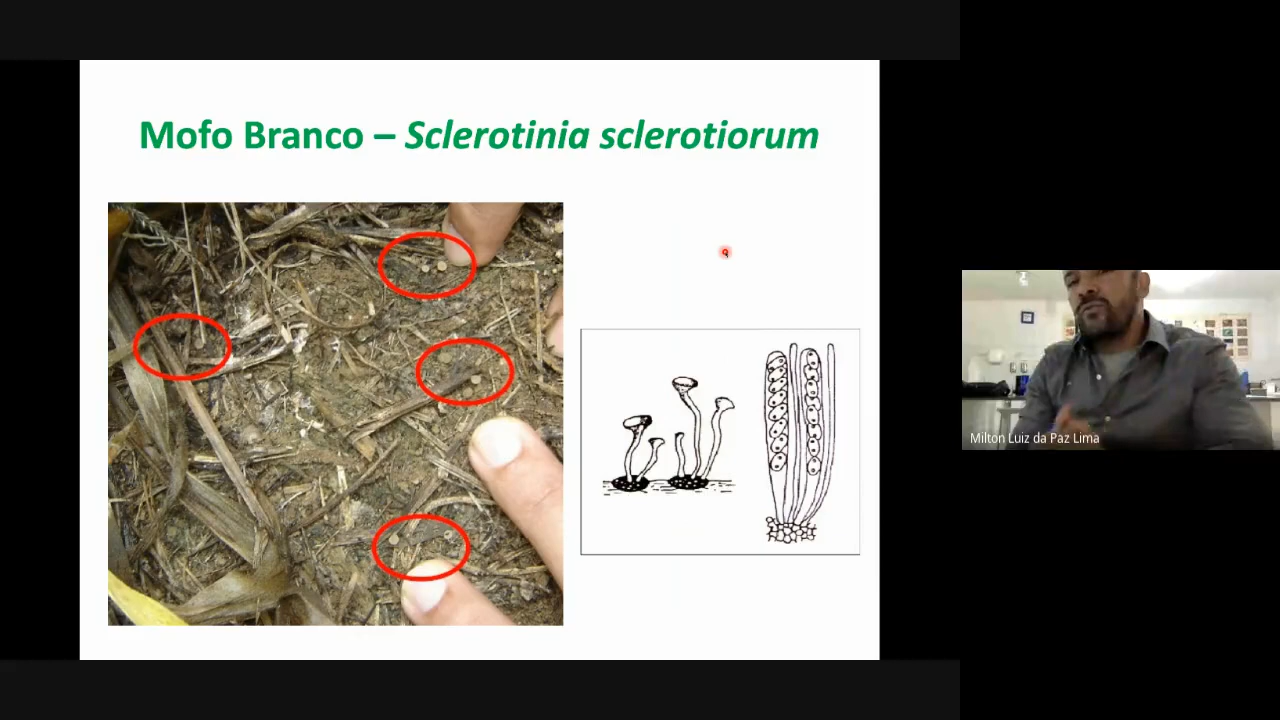 Mofo Branco – Sclerotinia sclerotiorum
Milton Luiz da Paz Lima